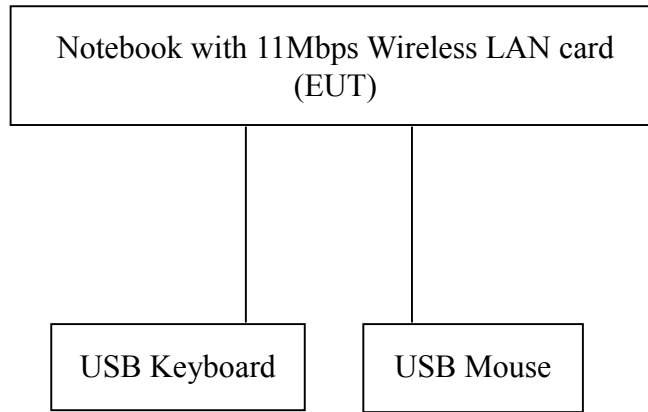 Notebook with 11Mbps Wireless LAN card
(EUT)
USB Keyboard
USB Mouse